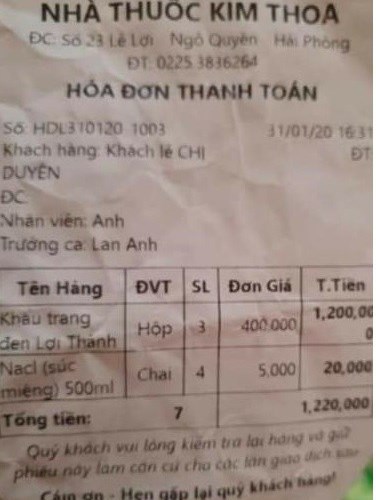 NHÀ THUỐC KIM THOA
ĐC: Số 23 Lê Lợi Ngô Quyền Hải Phòng
ĐT: 0225 3836264
HÓA ĐƠN THANH TOÁN
Số: HDL310120 1003 31/01/20 16:31
Khách hàng: Khách lẻ CHỊ ĐT:
DUYÊN
ĐC:
Nhân viên: Anh
Trưởng ca: Lan Anh
Tên Hàng ĐVT SL Đơn Giá T.Tiền
Khẩu trang Hộp 3 400,000 1,200,00
đen Lợi Thành 0
Nacl (súc Chai 4 5,000 20,000
miệng) 500ml
Tổng tiền: 7 1,220,000
Quý khách vui lòng kiểm tra lại hàng và giữ
phiếu này làm căn cứ cho các lần giao dịch sau
Cảm ơn - Hẹn gặp lại quý khách hàng!